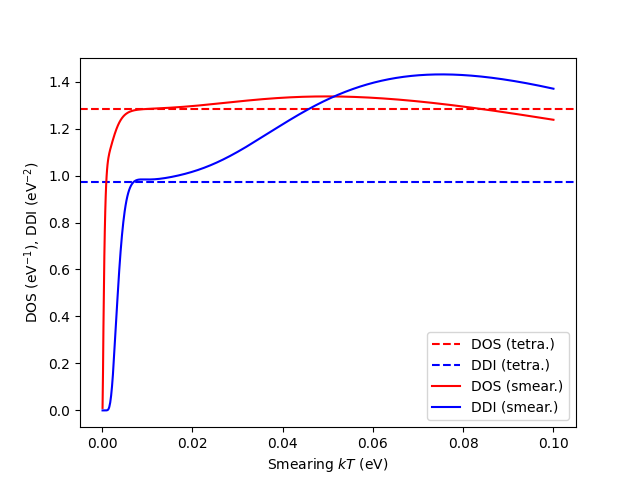 1.4
1.2
1.0
0.8
0.6
0.4
0.2
0.0
DOS (eV⁻¹), DDI (eV⁻²)
DOS (tetra.)
DDI (tetra.)
DOS (smear.)
DDI (smear.)
0.00 0.02 0.04 0.06 0.08 0.10
Smearing kT (eV)